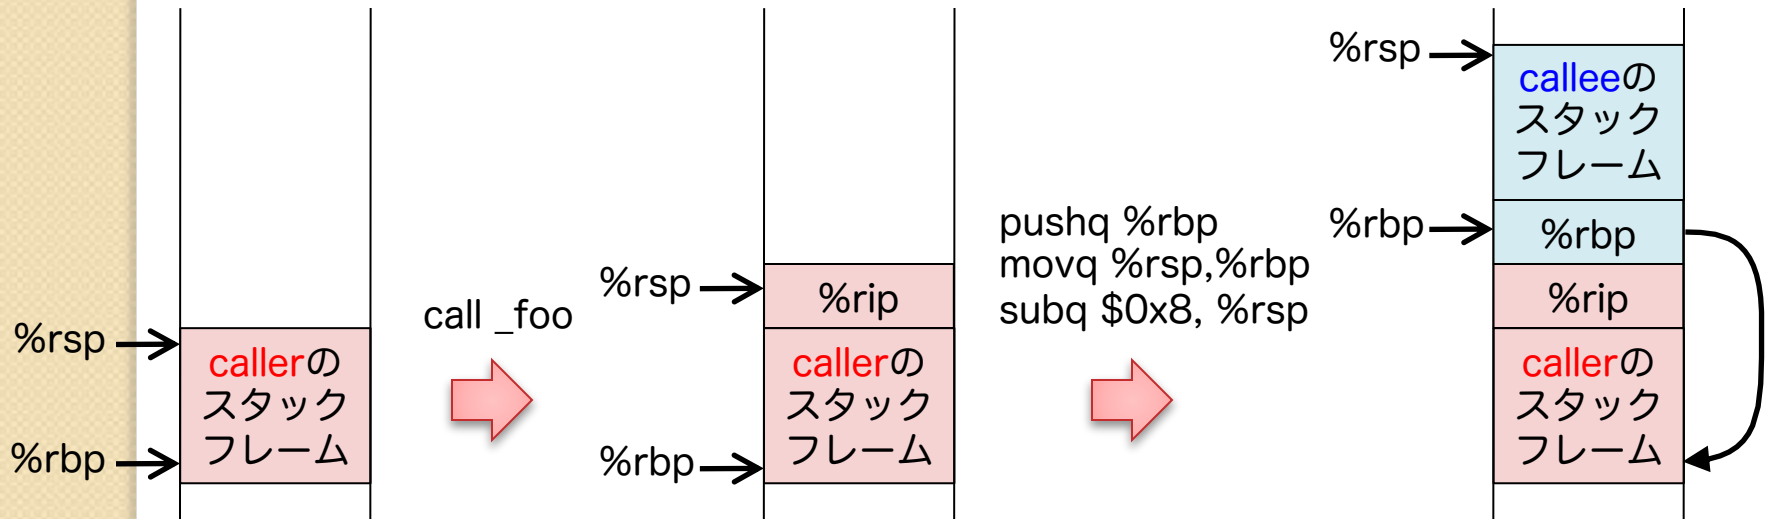 %rsp
%rbp
callerの
スタック
フレーム
call _foo
%rsp
%rbp
%rip
callerの
スタック
フレーム
pushq %rbp
movq %rsp,%rbp
subq $0x8, %rsp
%rsp
%rbp
calleeの
スタック
フレーム
%rbp
%rip
callerの
スタック
フレーム